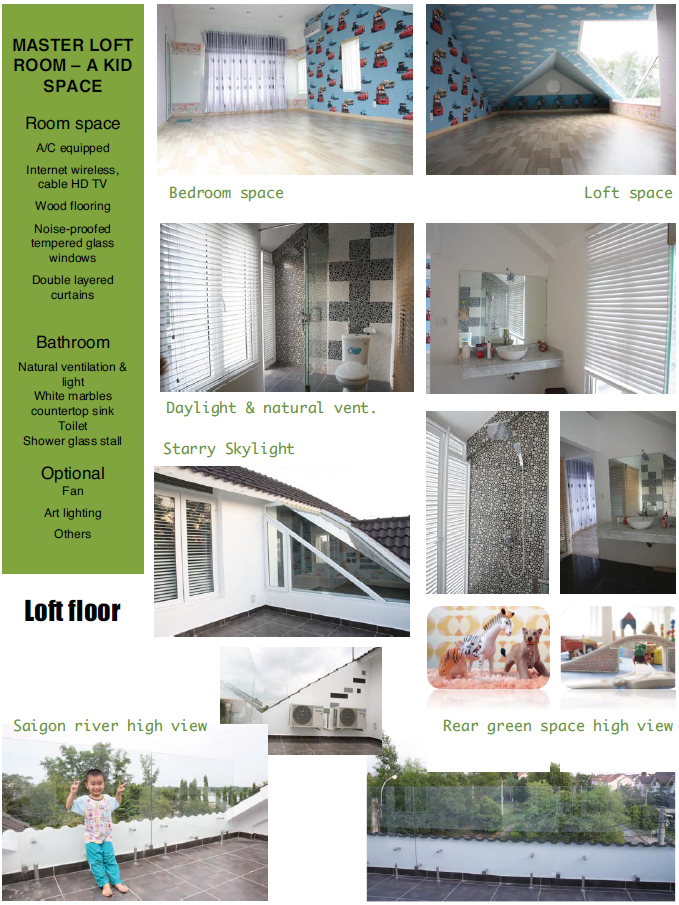 MASTER LOFT
ROOM – A KID
SPACE
Room space
A/C equipped
Internet wireless,
cable HD TV
Wood flooring
Noise-proofed
tempered glass
windows
Double layered
curtains
Bathroom
Natural ventilation &
light
White marbles
countertop sink
Toilet
Shower glass stall
Optional
Fan
Art lighting
Others
Loft floor
Bedroom space
Loft space
Daylight & natural vent.
Starry Skylight
Saigon river high view
Rear green space high view